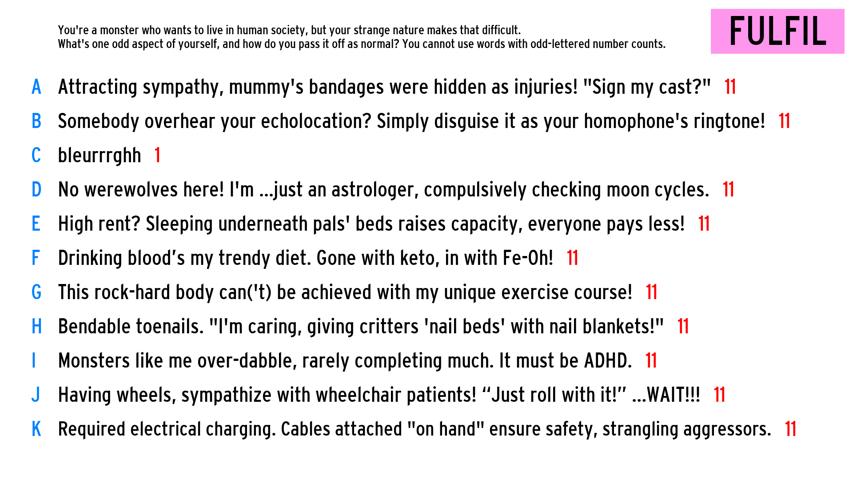 You're a monster who wants to live in human society, but your strange nature makes that difficult.
What's one odd aspect of yourself, and how do you pass it off as normal? You cannot use words with odd-lettered number counts.
FULFIL
A Attracting sympathy, mummy's bandages were hidden as injuries! "Sign my cast?" 11
B Somebody overhear your echolocation? Simply disguise it as your homophone's ringtone! 11
C bleurrrghh 1
D No werewolves here! I'm ...just an astrologer, compulsively checking moon cycles. 11
E High rent? Sleeping underneath pals' beds raises capacity, everyone pays less! 11
F Drinking blood’s my trendy diet. Gone with keto, in with Fe-Oh! 11
G This rock-hard body can('t) be achieved with my unique exercise course! 11
H Bendable toenails. "I'm caring, giving critters 'nail beds' with nail blankets!" 11
I Monsters like me over-dabble, rarely completing much. It must be ADHD. 11
J Having wheels, sympathize with wheelchair patients! “Just roll with it!” ...WAIT!!! 11
K Required electrical charging. Cables attached "on hand" ensure safety, strangling aggressors. 11